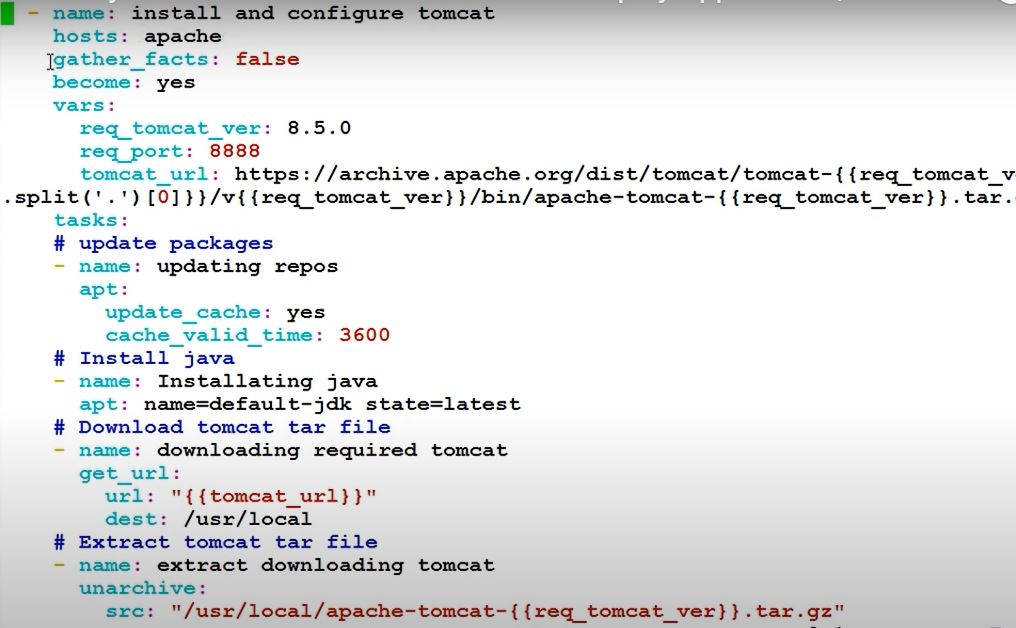 - name: install and configure tomcat
hosts: apache
gather_facts: false
become: yes
vars:
req_tomcat_ver: 8.5.0
req_port: 8888
tomcat_url: https://archive.apache.org/dist/tomcat/tomcat-{{req_tomcat_v
.split('.')[0]}}/v{{req_tomcat_ver}}/bin/apache-tomcat-{{req_tomcat_ver}}.tar.
tasks:
# update packages
- name: updating repos
apt:
update_cache: yes
cache_valid_time: 3600
# Install java
- name: Installating java
apt: name=default-jdk state=latest
# Download tomcat tar file
- name: downloading required tomcat
get_url:
url: "{{tomcat_url}}"
dest: /usr/local
# Extract tomcat tar file
- name: extract downloading tomcat
unarchive:
src: "/usr/local/apache-tomcat-{{req_tomcat_ver}}.tar.gz"